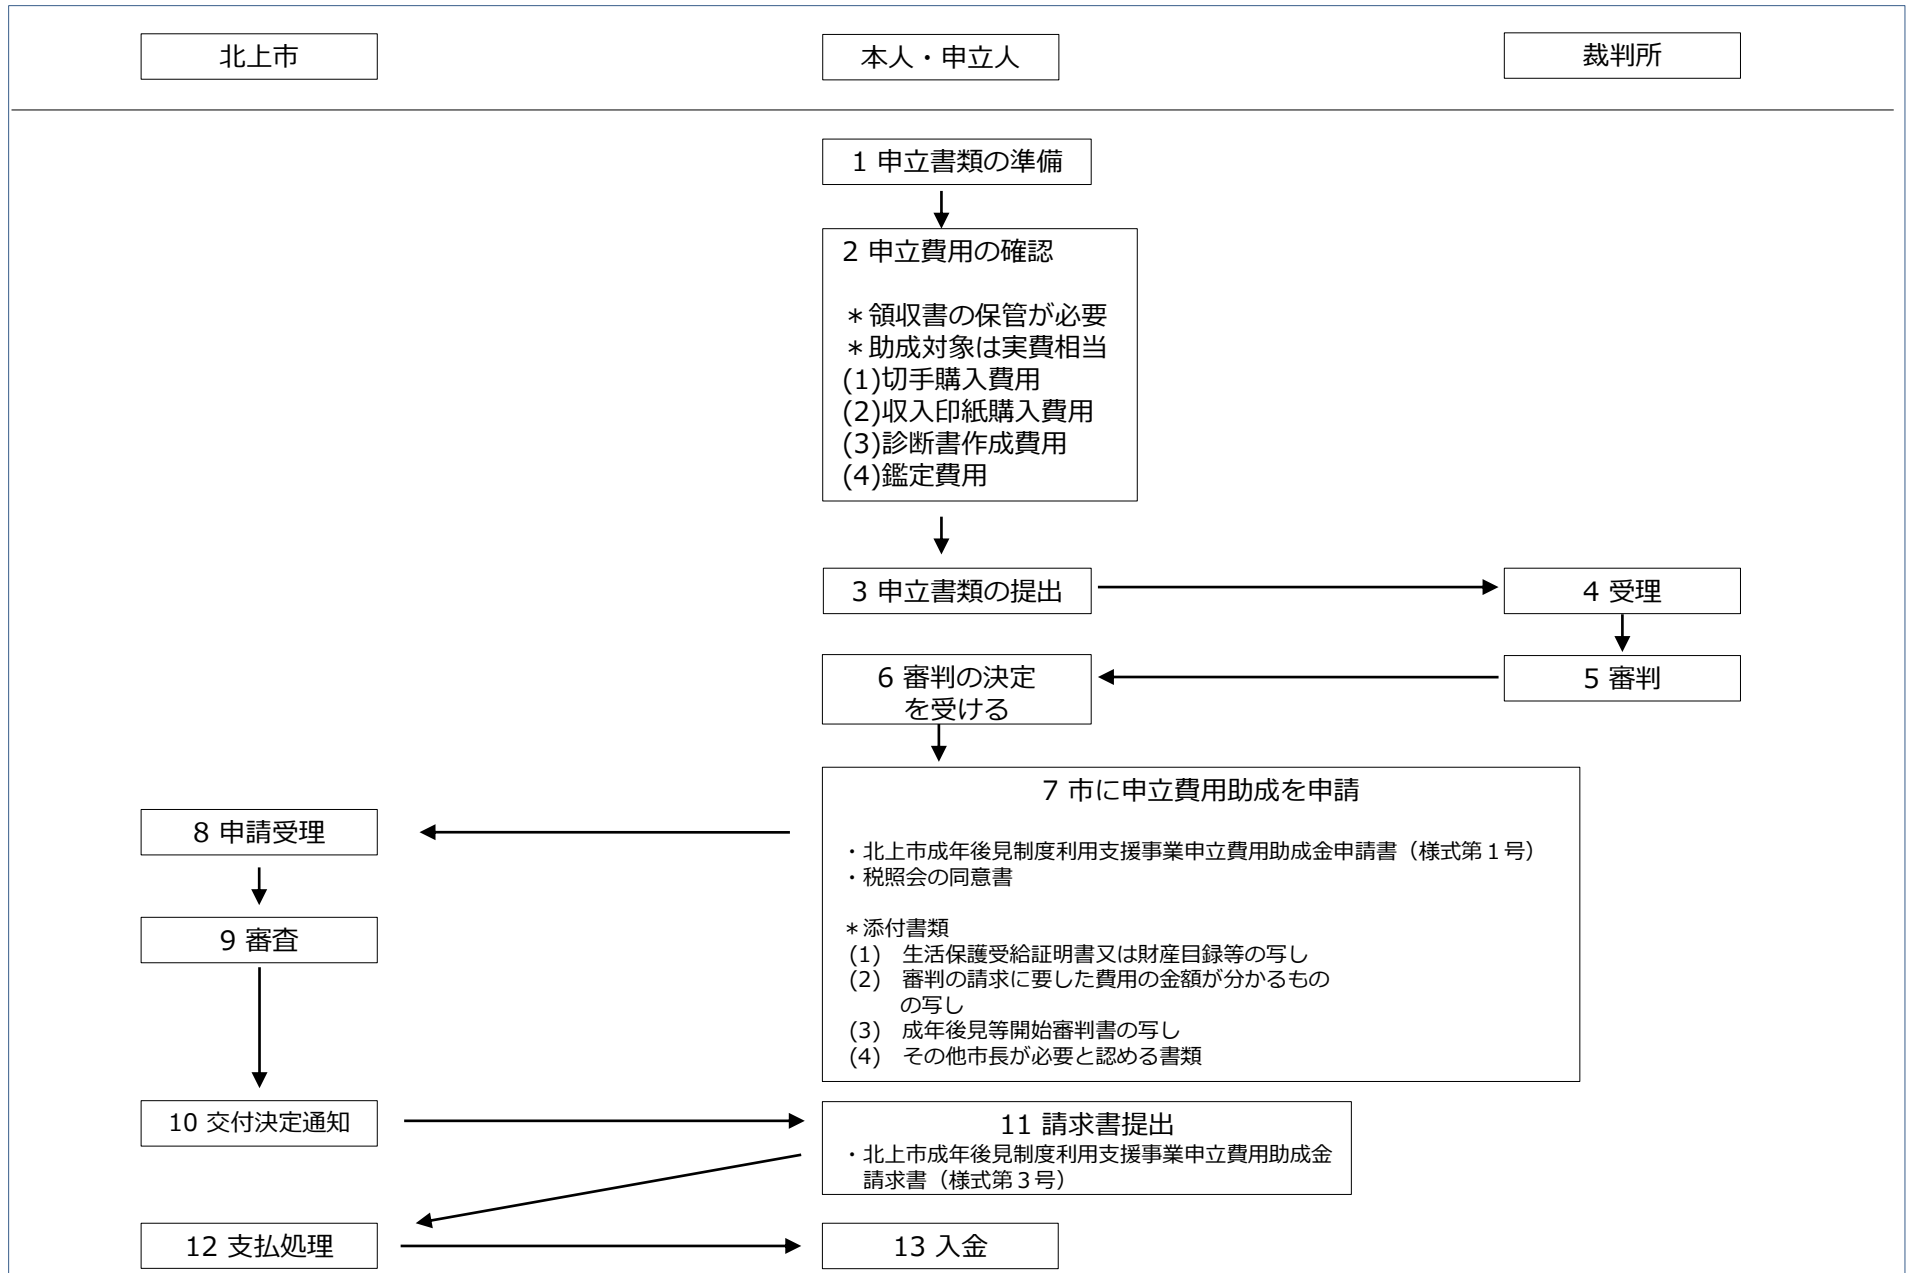 北上市
本人・申立人
裁判所
1 申立書類の準備
2 申立費用の確認
＊領収書の保管が必要
＊助成対象は実費相当
(1)切手購入費用
(2)収入印紙購入費用
(3)診断書作成費用
(4)鑑定費用
3 申立書類の提出
4 受理
5 審判
6 審判の決定
を受ける
7 市に申立費用助成を申請
・北上市成年後見制度利用支援事業申立費用助成金申請書（様式第１号）
・税照会の同意書
＊添付書類
(1) 生活保護受給証明書又は財産目録等の写し
(2) 審判の請求に要した費用の金額が分かるもの
の写し
(3) 成年後見等開始審判書の写し
(4) その他市長が必要と認める書類
8 申請受理
9 審査
10 交付決定通知
11 請求書提出
・北上市成年後見制度利用支援事業申立費用助成金
請求書（様式第３号）
12 支払処理
13 入金